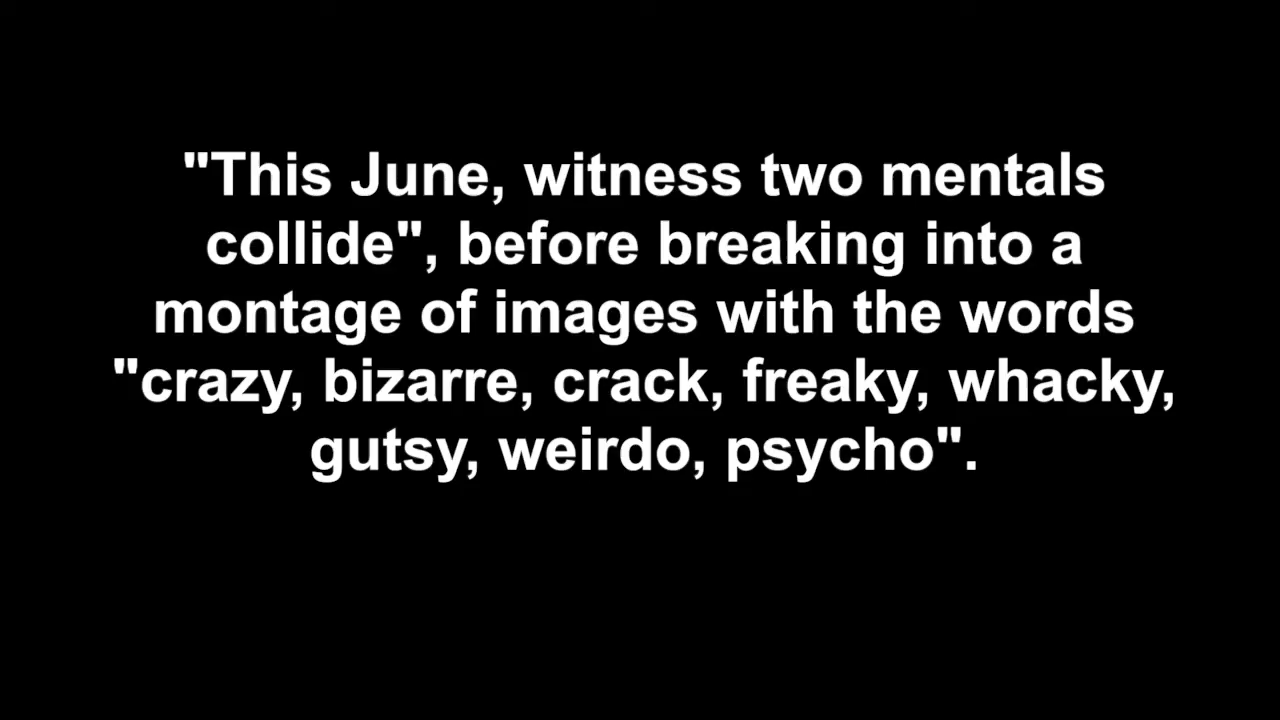 "This June, witness two mentals
collide", before breaking into a
montage of images with the words
"crazy, bizarre, crack, freaky, whacky,
gutsy, weirdo, psycho".